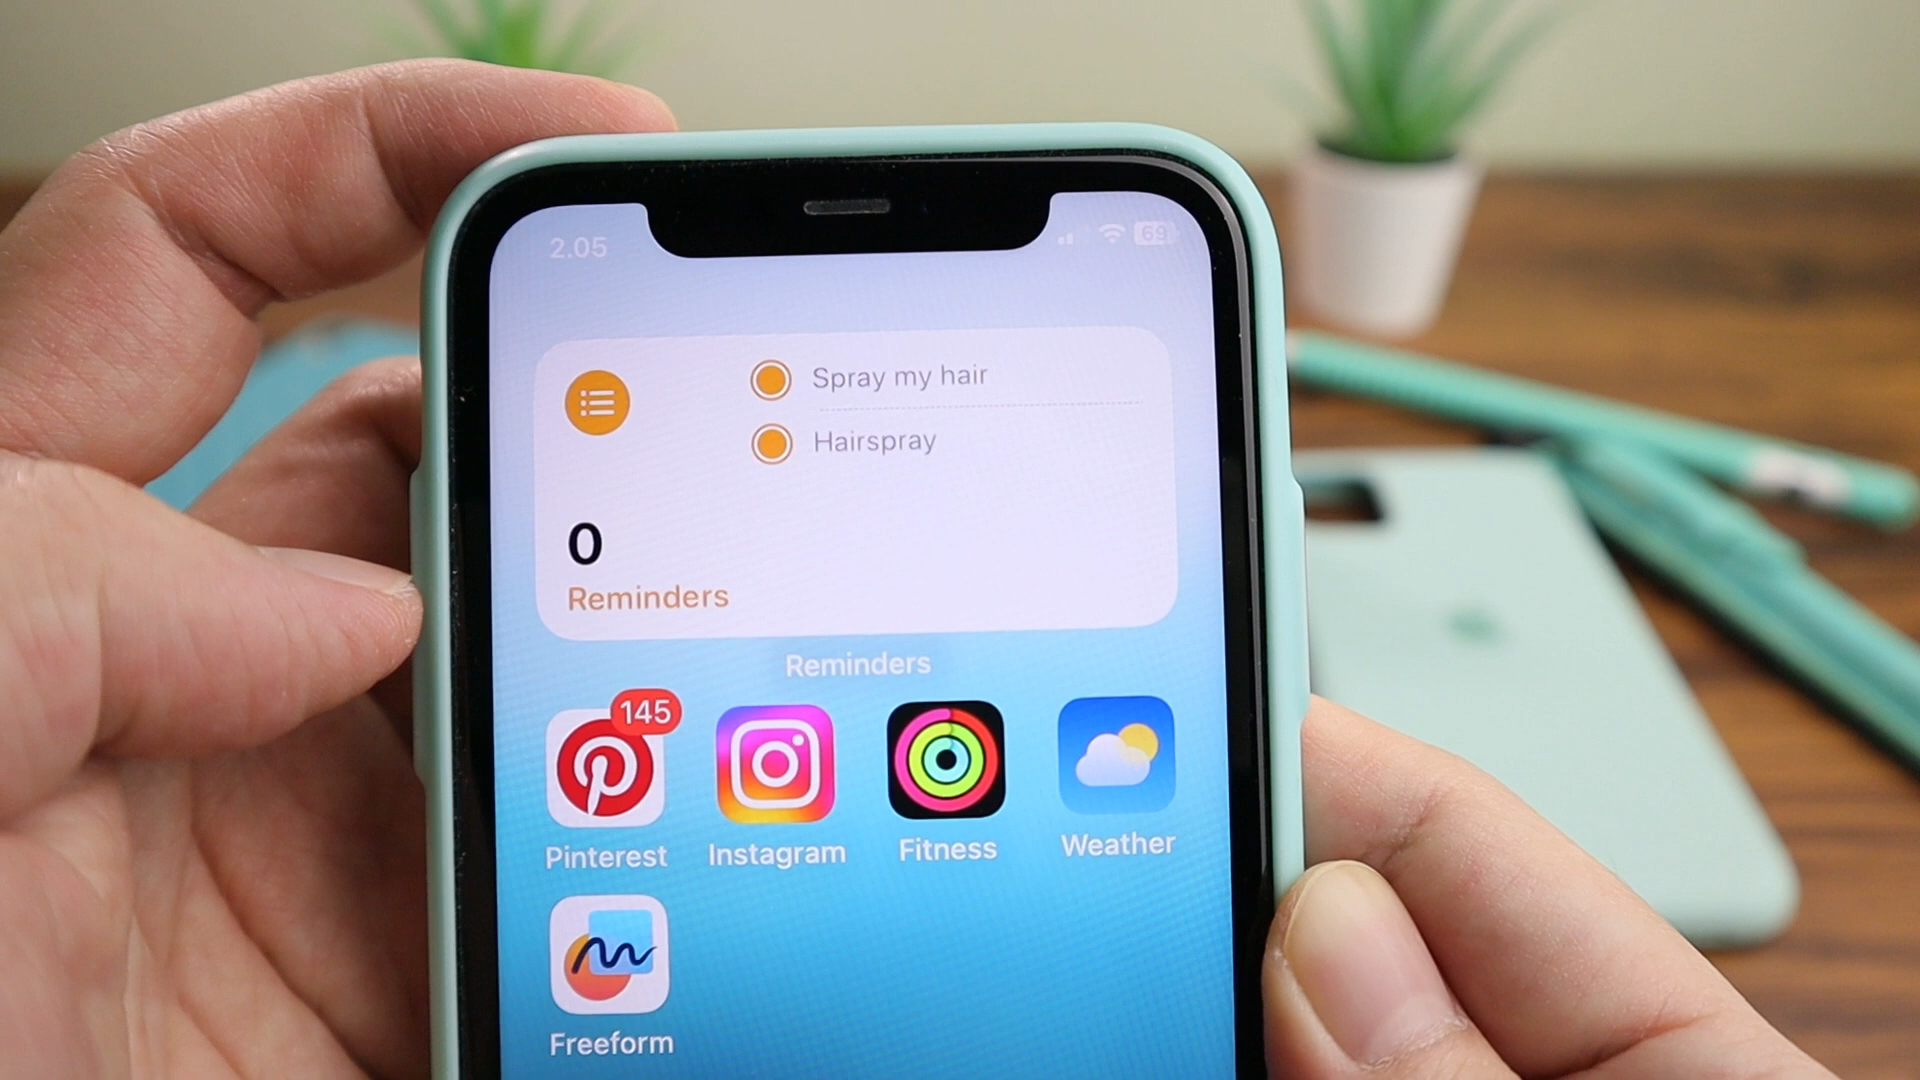 2.05
69
Spray my hair
Hairspray
0
Reminders
Reminders
145
Pinterest
Instagram
Fitness
Weather
Freeform